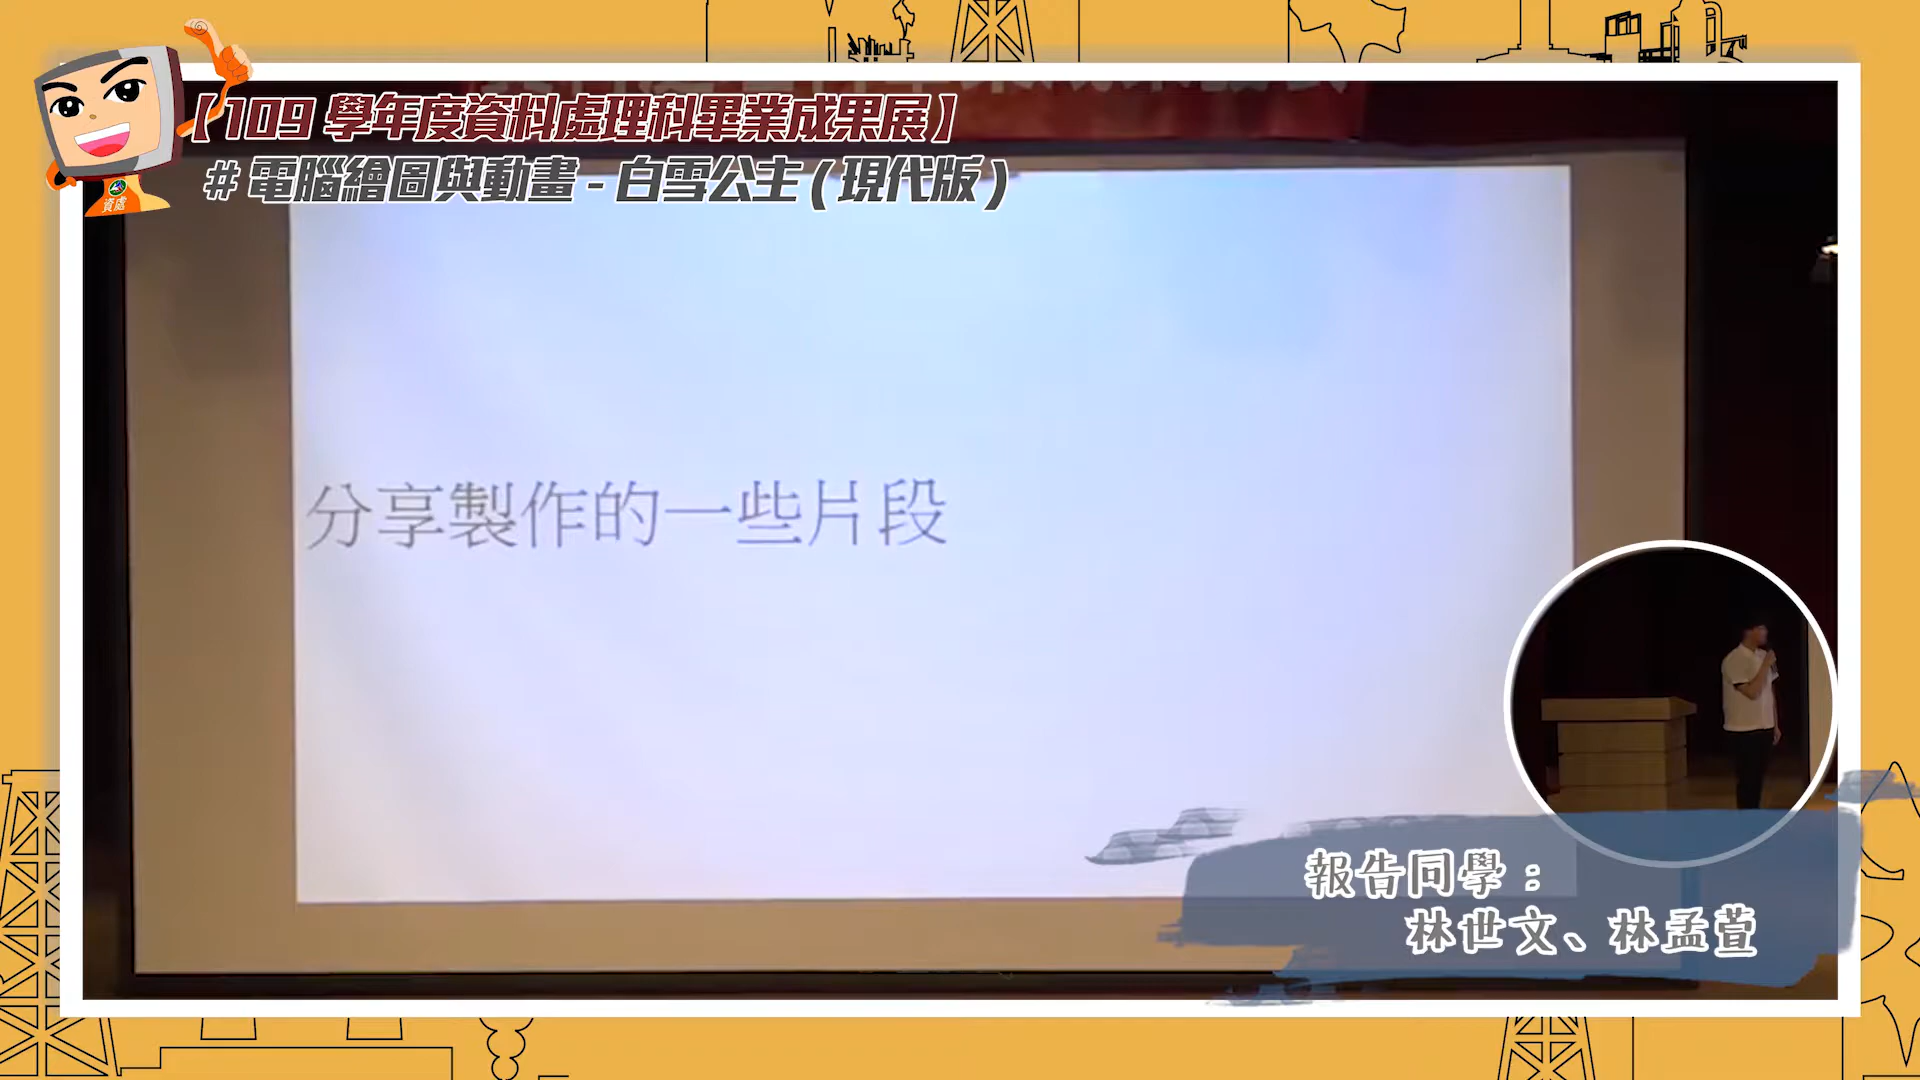 【109 學年度資料處理科畢業成果展】
# 電腦繪圖與動畫 - 白雪公主 ( 現代版 )
資處
分享製作的一些片段
報告同學：
林世文、林孟萱